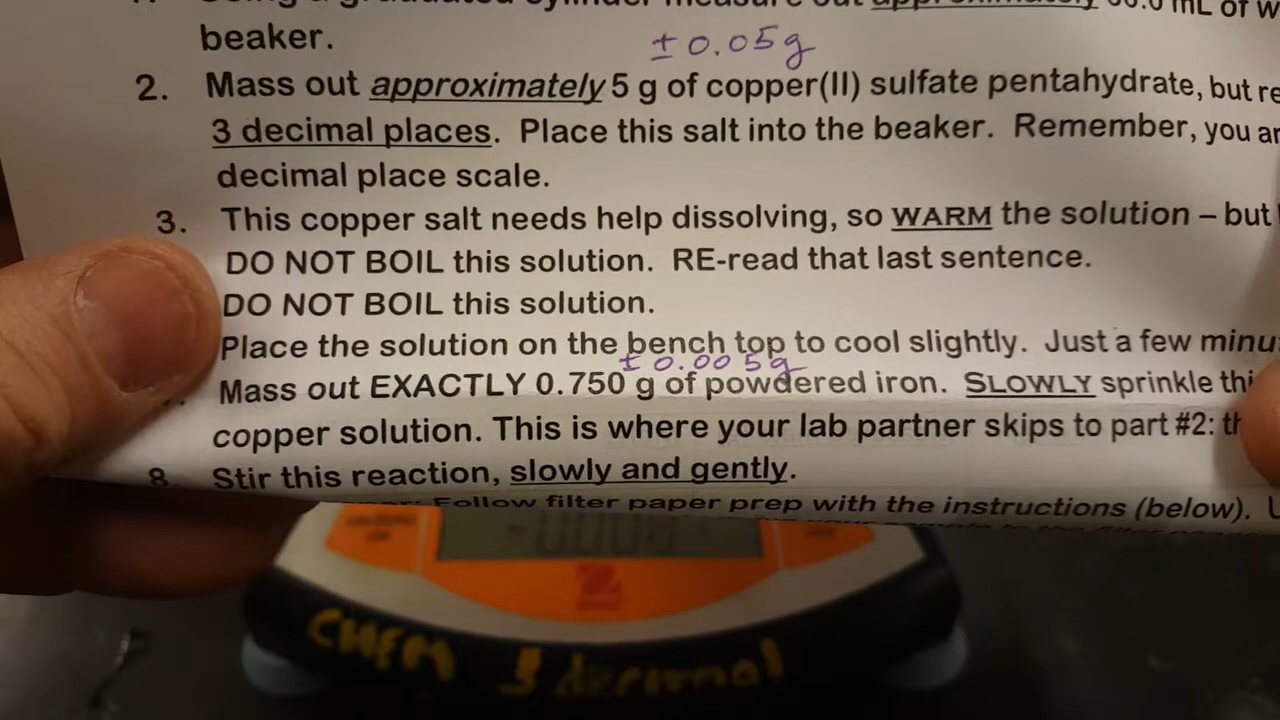 approximately
beaker.
± 0.05g
2. Mass out approximately 5 g of copper(II) sulfate pentahydrate, but re
3 decimal places. Place this salt into the beaker. Remember, you ar
decimal place scale.
3. This copper salt needs help dissolving, so WARM the solution – but
DO NOT BOIL this solution. RE-read that last sentence.
DO NOT BOIL this solution.
Place the solution on the bench top to cool slightly. Just a few minu
± 0.005g
Mass out EXACTLY 0.750 g of powdered iron. SLOWLY sprinkle thi
copper solution. This is where your lab partner skips to part #2: th
8. Stir this reaction, slowly and gently.
Follow filter paper prep with the instructions (below).
CHEM 3 decimal